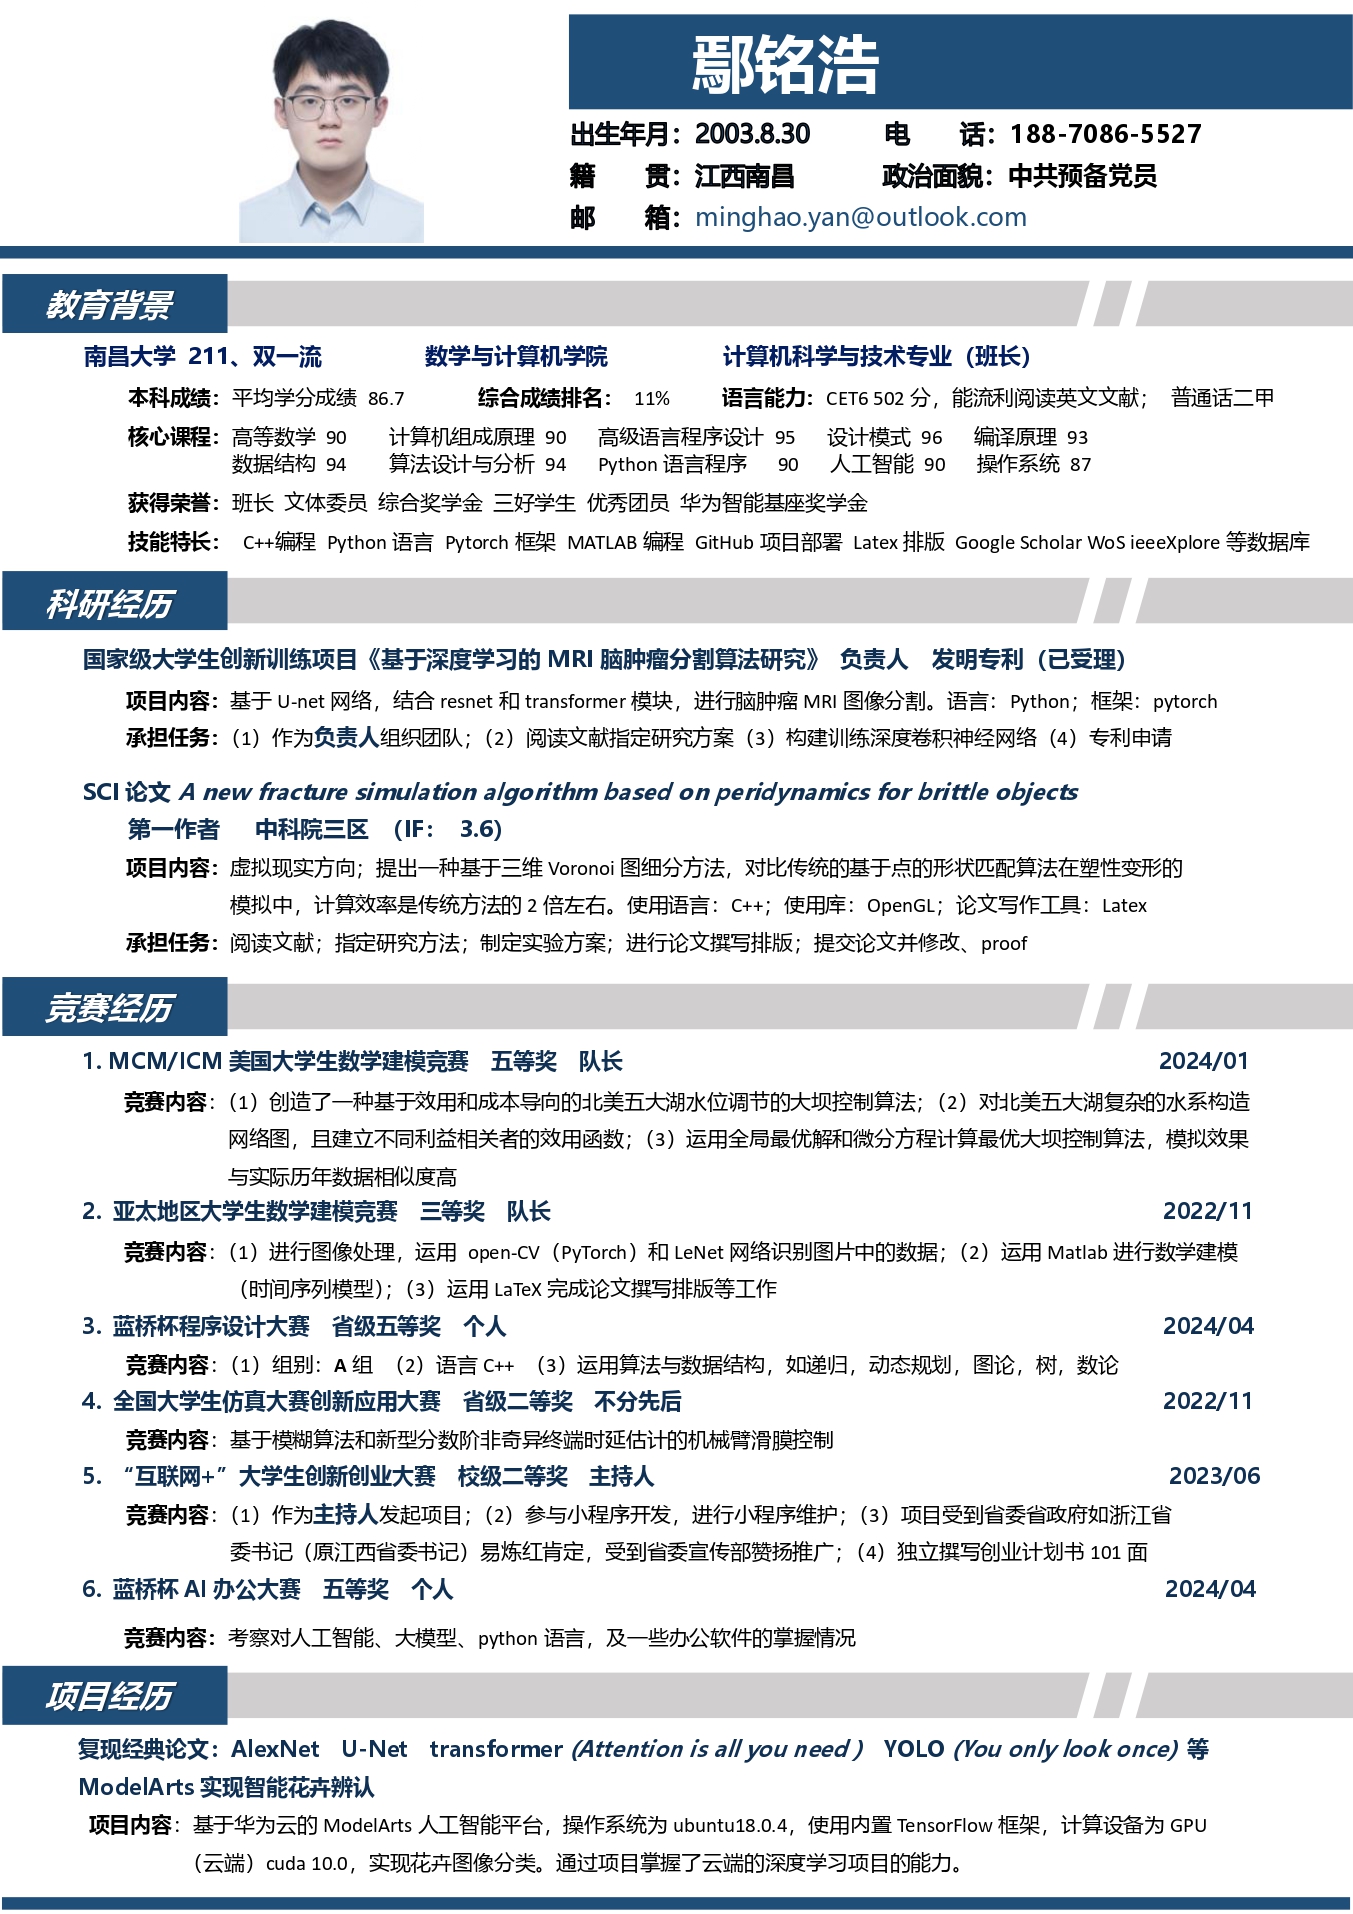 鄢铭浩
出生年月：2003.8.30 电 话：188-7086-5527
籍 贯：江西南昌 政治面貌：中共预备党员
邮 箱：minghao.yan@outlook.com
教育背景
南昌大学 211、双一流 数学与计算机学院 计算机科学与技术专业（班长）
本科成绩：平均学分成绩 86.7 综合成绩排名： 11% 语言能力：CET6 502 分，能流利阅读英文文献； 普通话二甲
核心课程：高等数学 90 计算机组成原理 90 高级语言程序设计 95 设计模式 96 编译原理 93
数据结构 94 算法设计与分析 94 Python 语言程序 90 人工智能 90 操作系统 87
获得荣誉：班长 文体委员 综合奖学金 三好学生 优秀团员 华为智能基座奖学金
技能特长： C++编程 Python 语言 Pytorch 框架 MATLAB 编程 GitHub 项目部署 Latex 排版 Google Scholar WoS ieeeXplore 等数据库
科研经历
国家级大学生创新训练项目《基于深度学习的 MRI 脑肿瘤分割算法研究》 负责人 发明专利（已受理）
项目内容：基于 U-net 网络，结合 resnet 和 transformer 模块，进行脑肿瘤 MRI 图像分割。语言：Python；框架：pytorch
承担任务：（1）作为负责人组织团队；（2）阅读文献指定研究方案（3）构建训练深度卷积神经网络（4）专利申请
SCI 论文 A new fracture simulation algorithm based on peridynamics for brittle objects
第一作者 中科院三区 （IF： 3.6）
项目内容：虚拟现实方向；提出一种基于三维 Voronoi 图细分方法，对比传统的基于点的形状匹配算法在塑性变形的
模拟中，计算效率是传统方法的 2 倍左右。使用语言：C++；使用库：OpenGL；论文写作工具：Latex
承担任务：阅读文献；指定研究方法；制定实验方案；进行论文撰写排版；提交论文并修改、proof
竞赛经历
1. MCM/ICM 美国大学生数学建模竞赛 五等奖 队长 2024/01
竞赛内容：（1）创造了一种基于效用和成本导向的北美五大湖水位调节的大坝控制算法；（2）对北美五大湖复杂的水系构造
网络图，且建立不同利益相关者的效用函数；（3）运用全局最优解和微分方程计算最优大坝控制算法，模拟效果
与实际历年数据相似度高
2. 亚太地区大学生数学建模竞赛 三等奖 队长 2022/11
竞赛内容：（1）进行图像处理，运用 open-CV（PyTorch）和 LeNet 网络识别图片中的数据；（2）运用 Matlab 进行数学建模
（时间序列模型）；（3）运用 LaTeX 完成论文撰写排版等工作
3. 蓝桥杯程序设计大赛 省级五等奖 个人 2024/04
竞赛内容：（1）组别：A 组 （2）语言 C++ （3）运用算法与数据结构，如递归，动态规划，图论，树，数论
4. 全国大学生仿真大赛创新应用大赛 省级二等奖 不分先后 2022/11
竞赛内容：基于模糊算法和新型分数阶非奇异终端时延估计的机械臂滑膜控制
5. “互联网+”大学生创新创业大赛 校级二等奖 主持人 2023/06
竞赛内容：（1）作为主持人发起项目；（2）参与小程序开发，进行小程序维护；（3）项目受到省委省政府如浙江省
委书记（原江西省委书记）易炼红肯定，受到省委宣传部赞扬推广；（4）独立撰写创业计划书 101 面
6. 蓝桥杯 AI 办公大赛 五等奖 个人 2024/04
竞赛内容：考察对人工智能、大模型、python 语言，及一些办公软件的掌握情况
项目经历
复现经典论文：AlexNet U-Net transformer (Attention is all you need ) YOLO (You only look once) 等
ModelArts 实现智能花卉辨认
项目内容：基于华为云的 ModelArts 人工智能平台，操作系统为 ubuntu18.0.4，使用内置 TensorFlow 框架，计算设备为 GPU
（云端）cuda 10.0，实现花卉图像分类。通过项目掌握了云端的深度学习项目的能力。